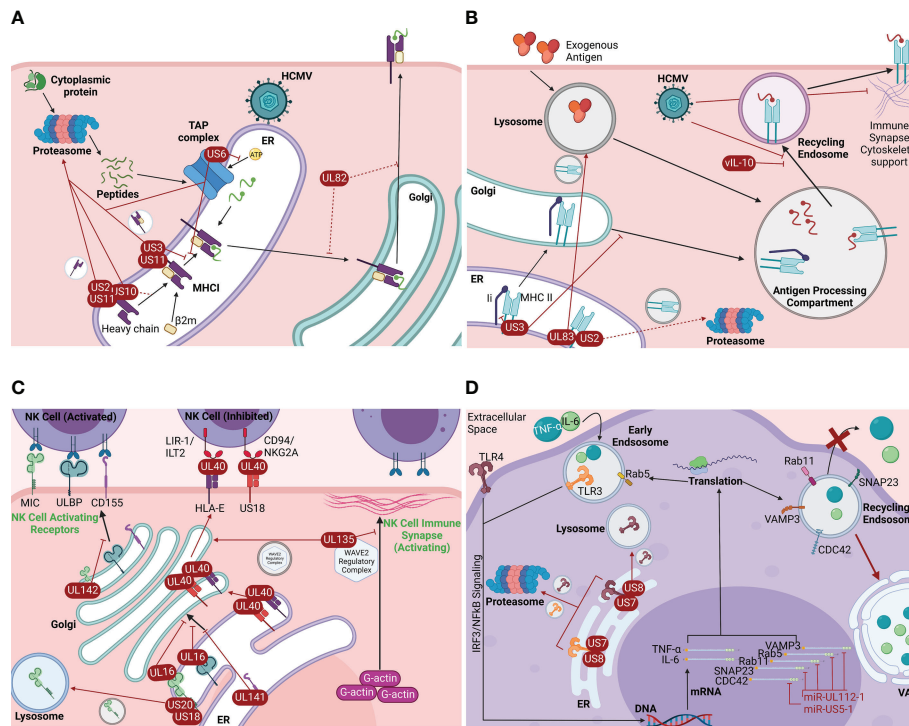 A
Cytoplasmic
protein
Proteasome
Peptides
TAP
complex
HCMV
ER
US6
ATP
UL82
Golgi
US3
US11
US2
US11
US10
MHCI
Heavy chain
β2m
B
Exogenous
Antigen
HCMV
Lysosome
Recycling
Endosome
Immune
Synapse
Cytoskeleton
support
vIL-10
Golgi
Antigen Processing
Compartment
ER
Ii
MHC II
US3
UL83
US2
Proteasome
C
NK Cell (Activated)
NK Cell (Inhibited)
LIR-1/
ILT2
CD94/
NKG2A
UL40
UL40
MIC
ULBP
CD155
HLA-E
US18
NK Cell Activating
Receptors
NK Cell Immune
Synapse
(Activating)
UL135
WAVE2
Regulatory
Complex
WAVE2
Regulatory
Complex
UL142
UL40
UL40
UL40
UL40
Golgi
UL16
UL16
UL141
US20
US18
Lysosome
ER
G-actin
G-actin
G-actin
D
Extracellular
Space
TNF-α
IL-6
Early
Endsosome
TLR4
Rab5
TLR3
Translation
Rab11
SNAP23
VAMP3
CDC42
Recycling
Endosom
Lysosome
IRF3/NFkB Signaling
Proteasome
US8
US7
US7
US8
ER
TNF-α
IL-6
VAMP3
Rab5
Rab11
SNAP23
CDC42
mRNA
miR-UL112-1
miR-US5-1
DNA
VA